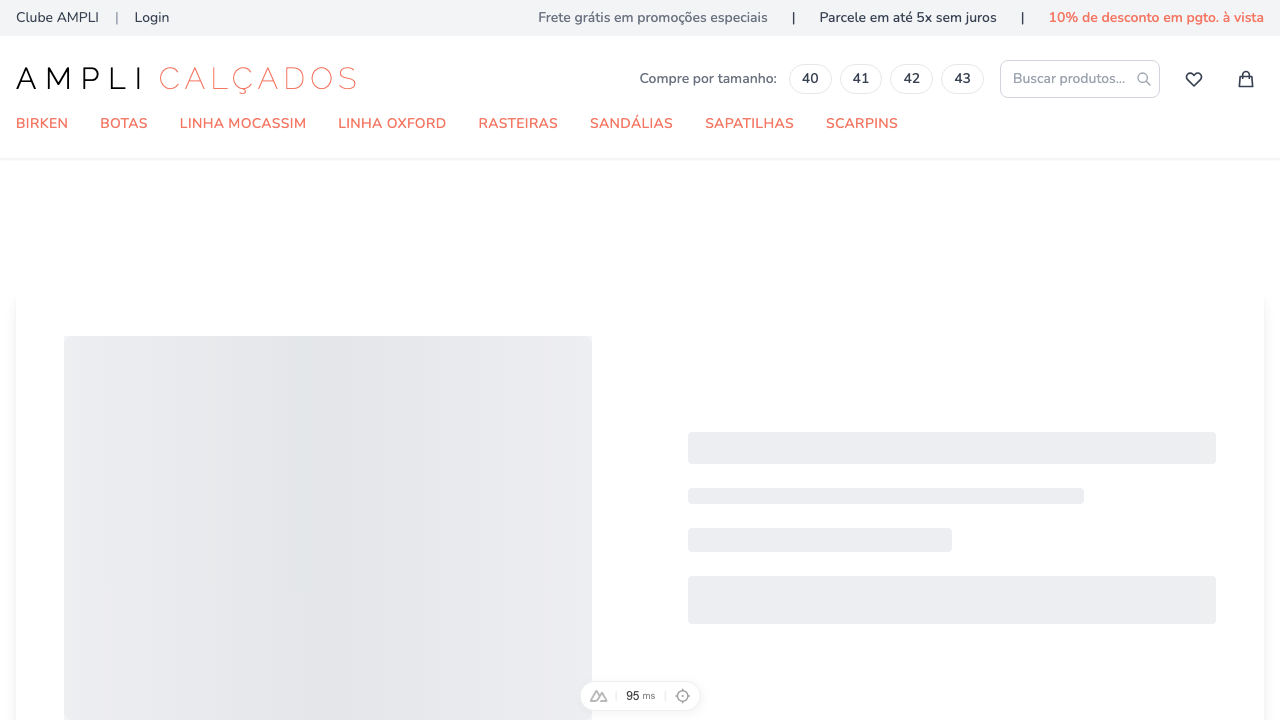 Clube AMPLI | Login
Frete grátis em promoções especiais | Parcele em até 5x sem juros | 10% de desconto em pgto. à vista
AMPLI CALÇADOS
Compre por tamanho: 40 41 42 43
Buscar produtos...
BIRKEN BOTAS LINHA MOCASSIM LINHA OXFORD RASTEIRAS SANDÁLIAS SAPATILHAS SCARPINS
95 ms